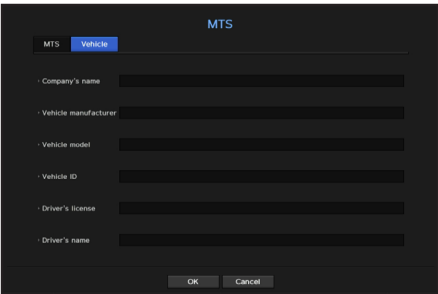 MTS
MTS Vehicle
· Company's name
· Vehicle manufacturer
· Vehicle model
· Vehicle ID
· Driver's license
· Driver's name
OK Cancel